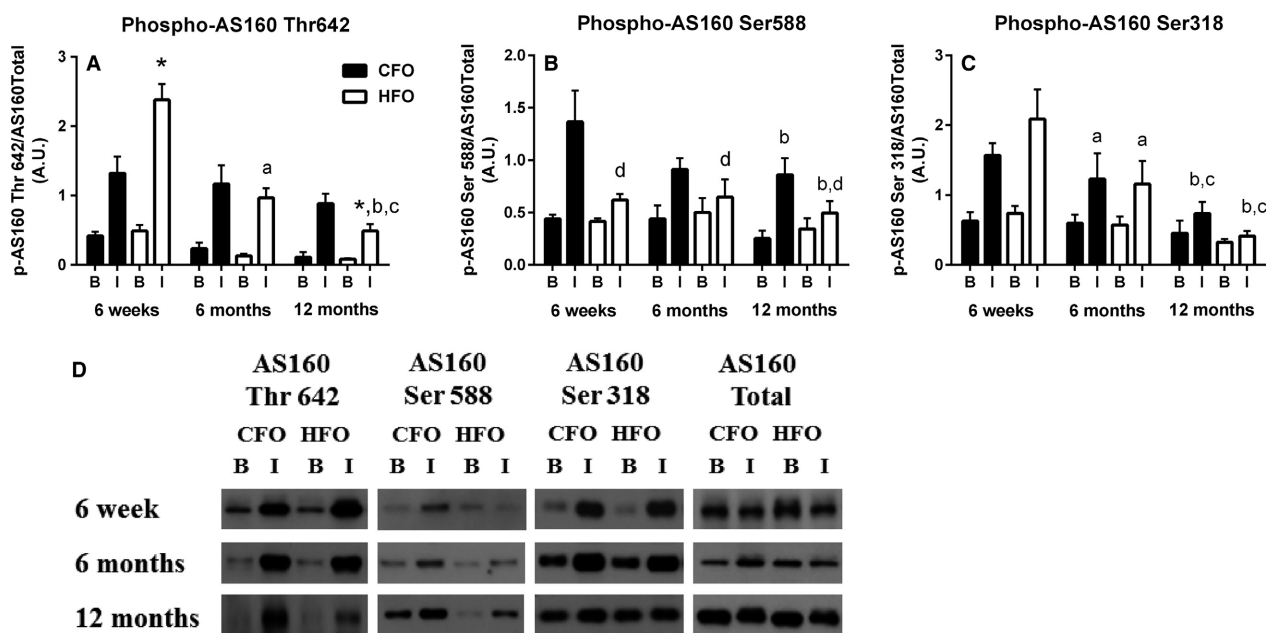 Phospho-AS160 Thr642
p-AS160 Thr 642/AS160Total
(A.U.)
3
2
1
0
A
*
a
*,b,c
CFO
HFO
B I B I B I B I B I B I
6 weeks 6 months 12 months
Phospho-AS160 Ser588
p-AS160 Ser 588/AS160Total
(A.U.)
2.0
1.5
1.0
0.5
0.0
B
d
d
b
b,d
B I B I B I B I B I B I
6 weeks 6 months 12 months
Phospho-AS160 Ser318
p-AS160 Ser 318/AS160Total
(A.U.)
3
2
1
0
C
a
a
b,c
b,c
B I B I B I B I B I B I
6 weeks 6 months 12 months
D
AS160 AS160 AS160 AS160
Thr 642 Ser 588 Ser 318 Total
CFO HFO CFO HFO CFO HFO CFO HFO
B I B I B I B I B I B I B I B I
6 week
6 months
12 months